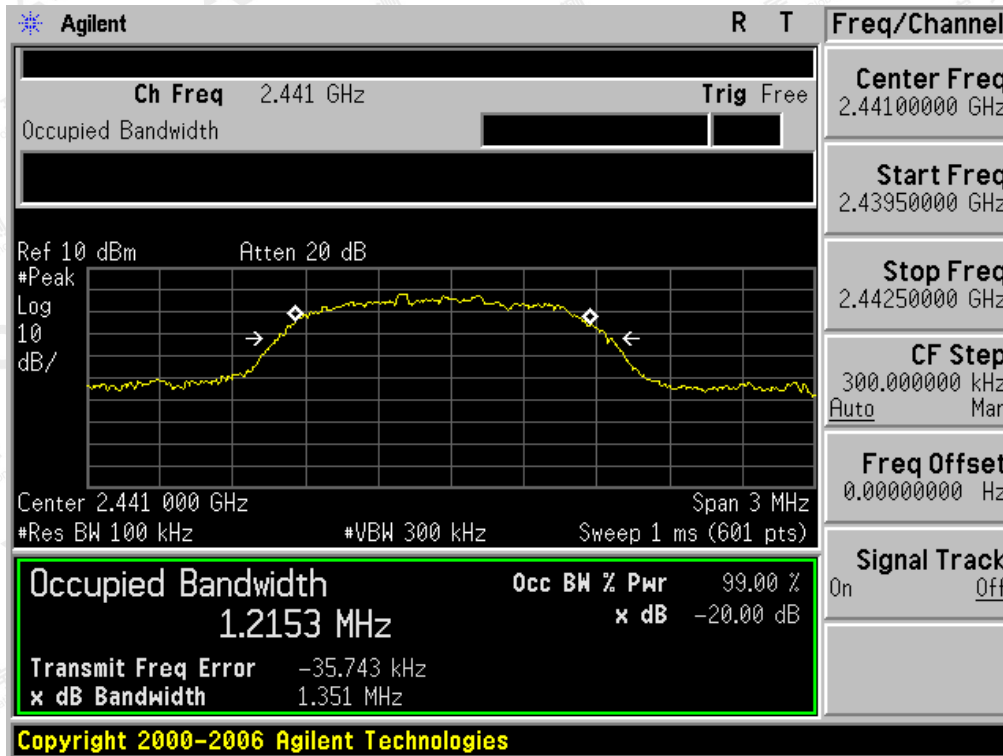 Agilent R T
Ch Freq 2.441 GHz Trig Free
Occupied Bandwidth
Ref 10 dBm Atten 20 dB
#Peak
Log
10
dB/
Center 2.441 000 GHz Span 3 MHz
#Res BW 100 kHz #VBW 300 kHz Sweep 1 ms (601 pts)
Occupied Bandwidth
1.2153 MHz
Occ BW % Pwr 99.00 %
x dB -20.00 dB
Transmit Freq Error -35.743 kHz
x dB Bandwidth 1.351 MHz
Copyright 2000-2006 Agilent Technologies
Freq/Channel
Center Freq
2.44100000 GHz
Start Freq
2.43950000 GHz
Stop Freq
2.44250000 GHz
CF Step
300.000000 kHz
Auto Man
Freq Offset
0.00000000 Hz
Signal Track
On Off